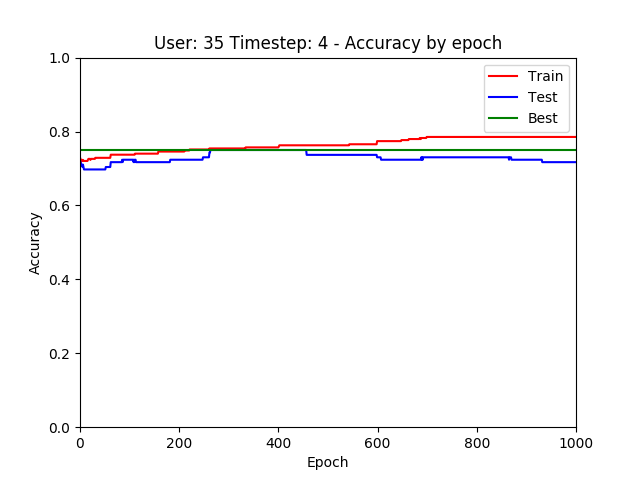 User: 35 Timestep: 4 - Accuracy by epoch
1.0
0.8
0.6
0.4
0.2
0.0
Accuracy
Train
Test
Best
0 200 400 600 800 1000
Epoch